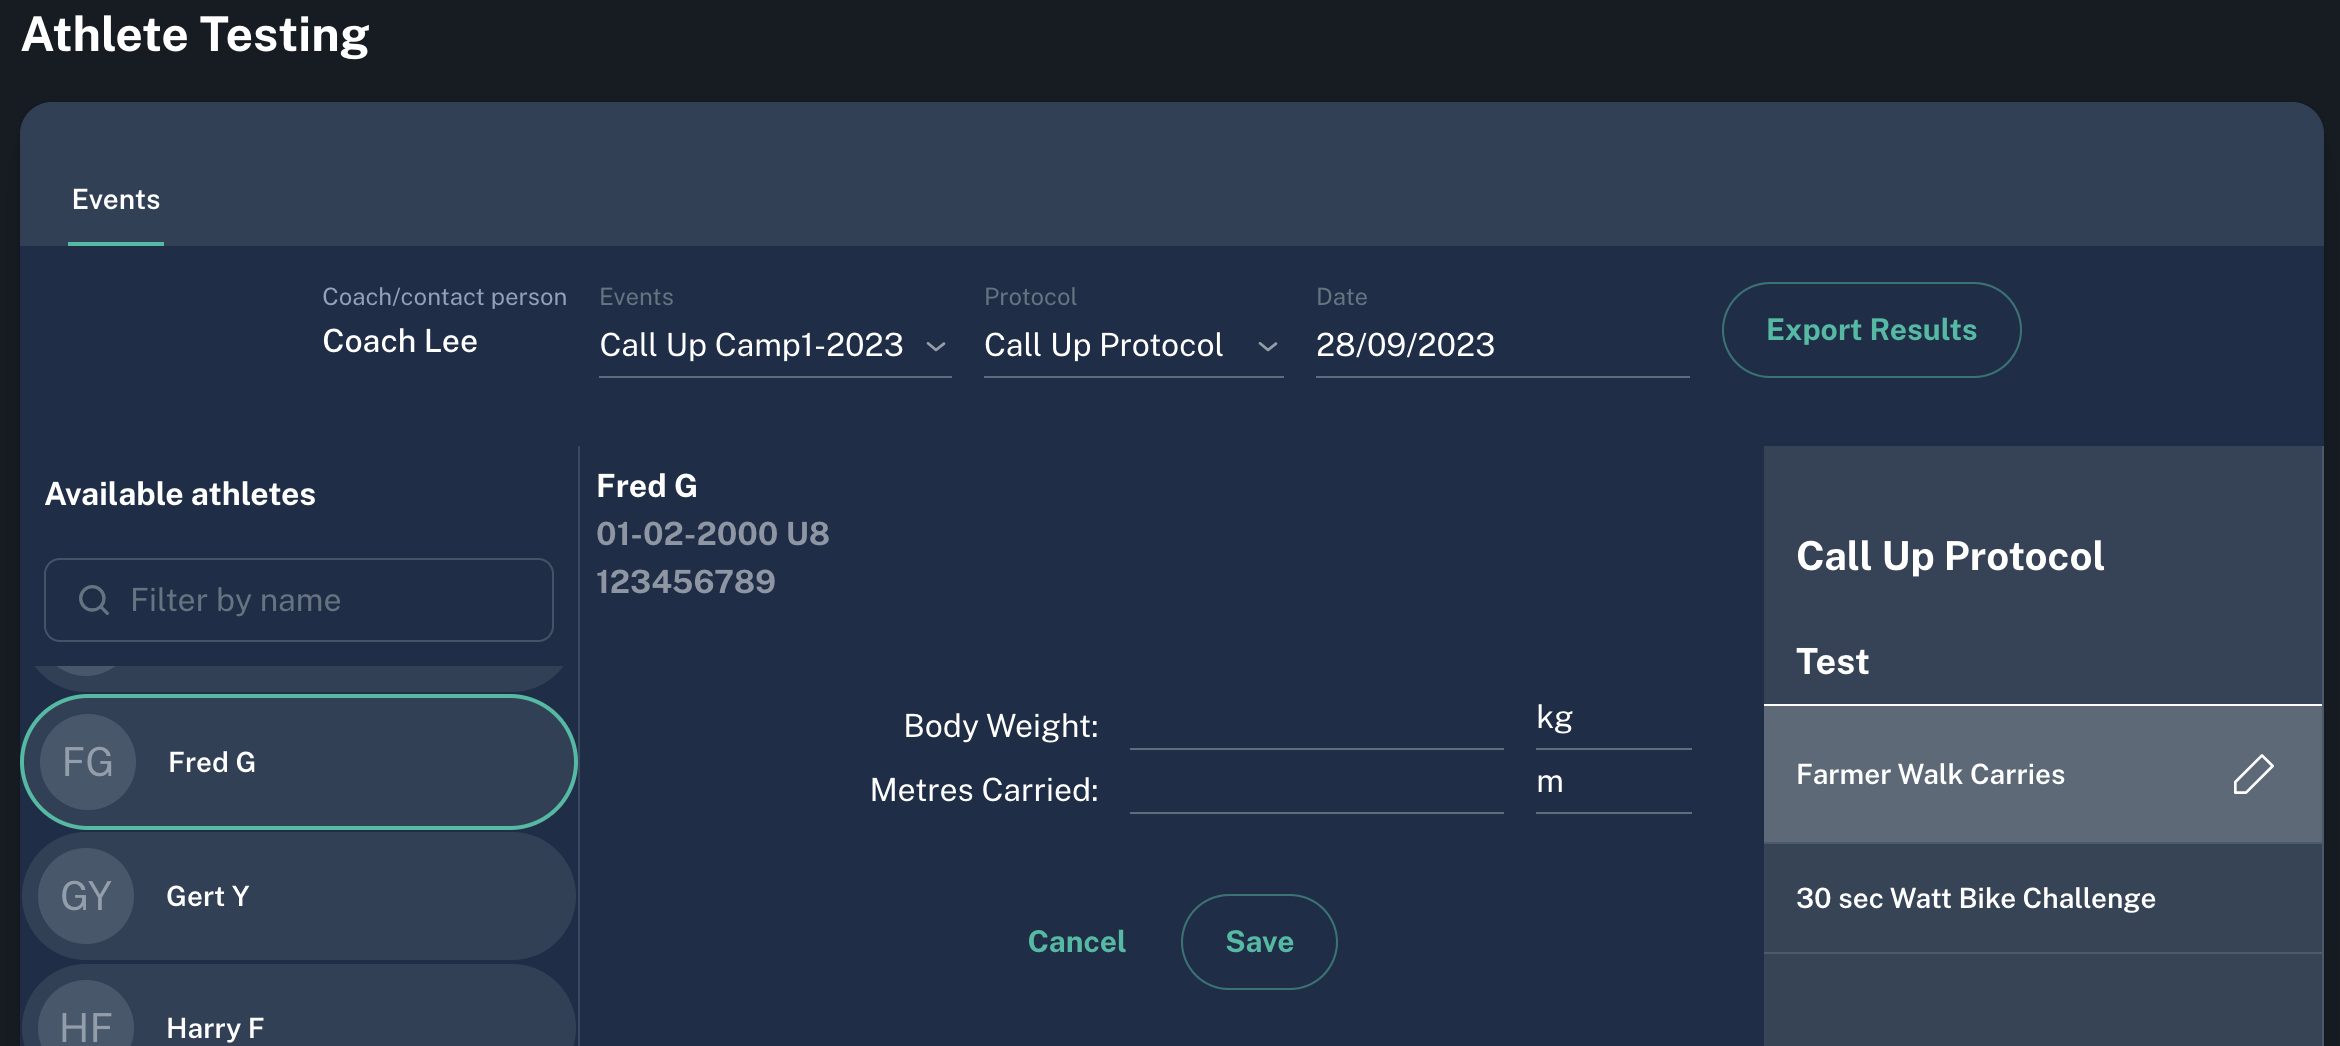 Athlete Testing
Events
Coach/contact person
Coach Lee
Events
Call Up Camp1-2023
Protocol
Call Up Protocol
Date
28/09/2023
Export Results
Available athletes
Filter by name
FG
Fred G
GY
Gert Y
HF
Harry F
Fred G
01-02-2000 U8
123456789
Body Weight:
kg
Metres Carried:
m
Cancel
Save
Call Up Protocol
Test
Farmer Walk Carries
30 sec Watt Bike Challenge